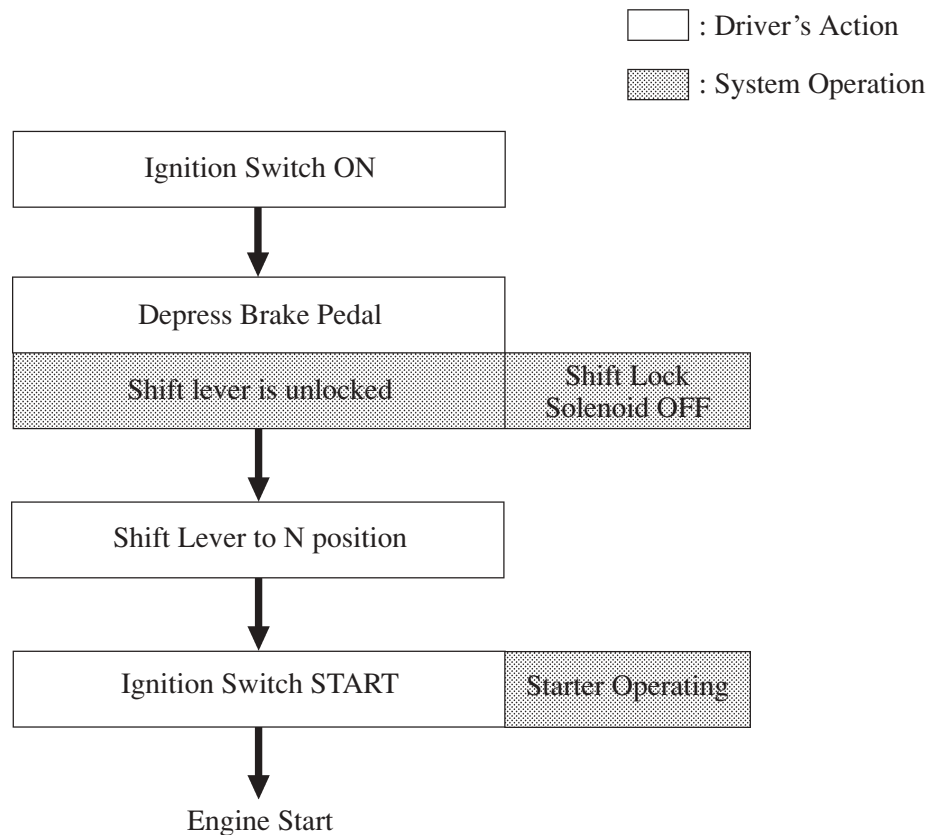 : Driver’s Action
: System Operation
Ignition Switch ON
Depress Brake Pedal
Shift lever is unlocked
Shift Lock
Solenoid OFF
Shift Lever to N position
Ignition Switch START
Starter Operating
Engine Start